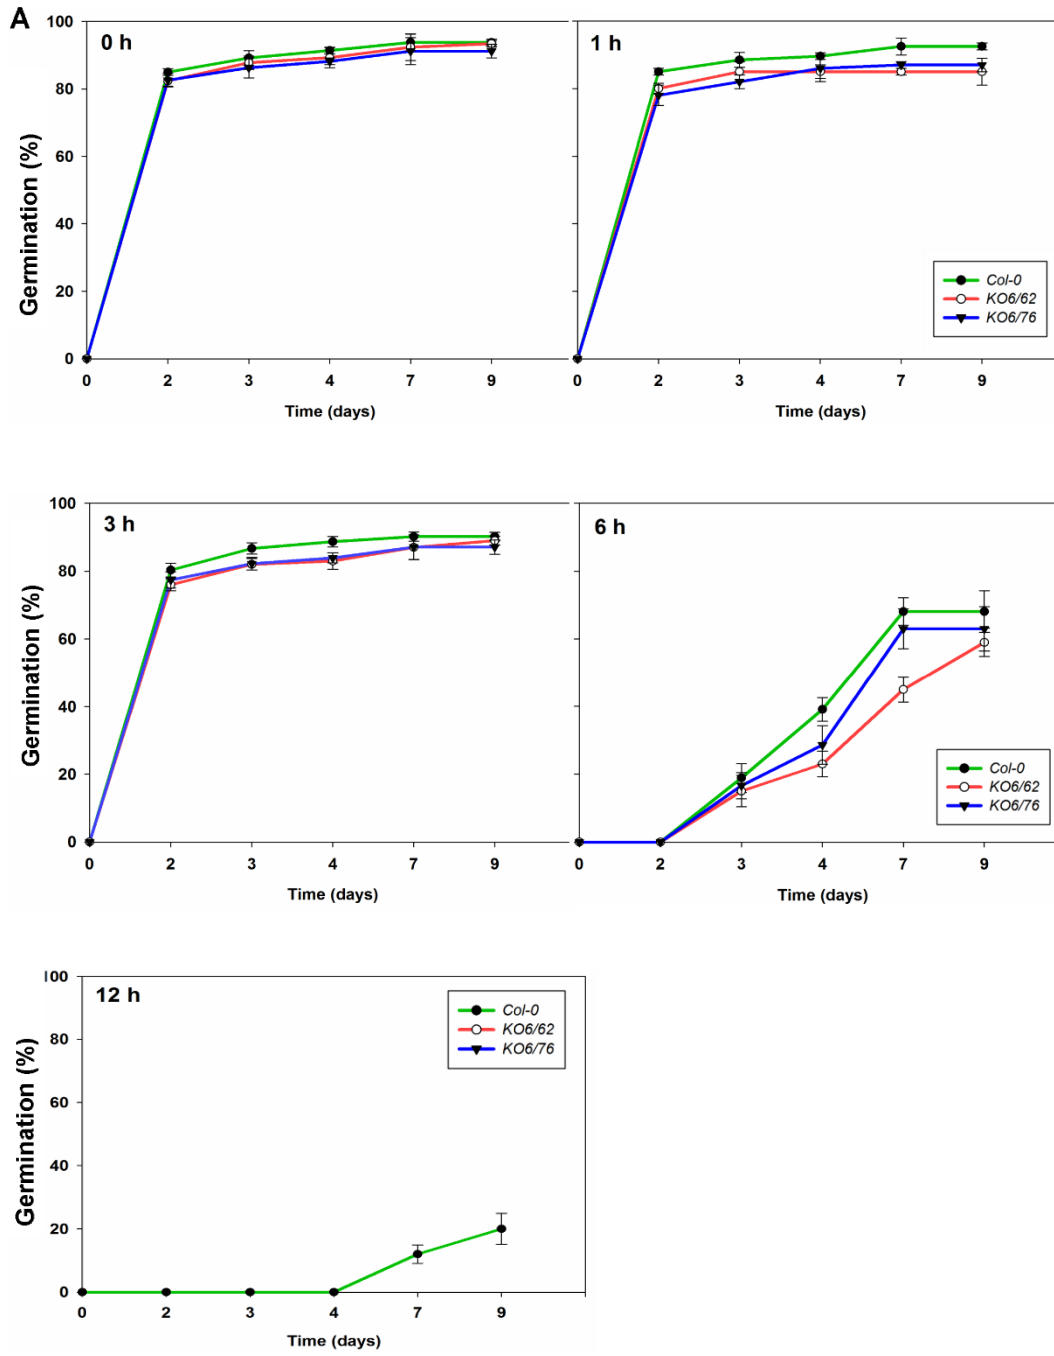 A
0 h
1 h
Germination (%)
100
80
60
40
20
0
Col-0
KO6/62
KO6/76
0 2 3 4 7 9
0 2 3 4 7 9
Time (days)
Time (days)
3 h
6 h
Germination (%)
100
80
60
40
20
0
Col-0
KO6/62
KO6/76
0 2 3 4 7 9
0 2 3 4 7 9
Time (days)
Time (days)
12 h
Germination (%)
100
80
60
40
20
0
Col-0
KO6/62
KO6/76
0 2 3 4 7 9
Time (days)